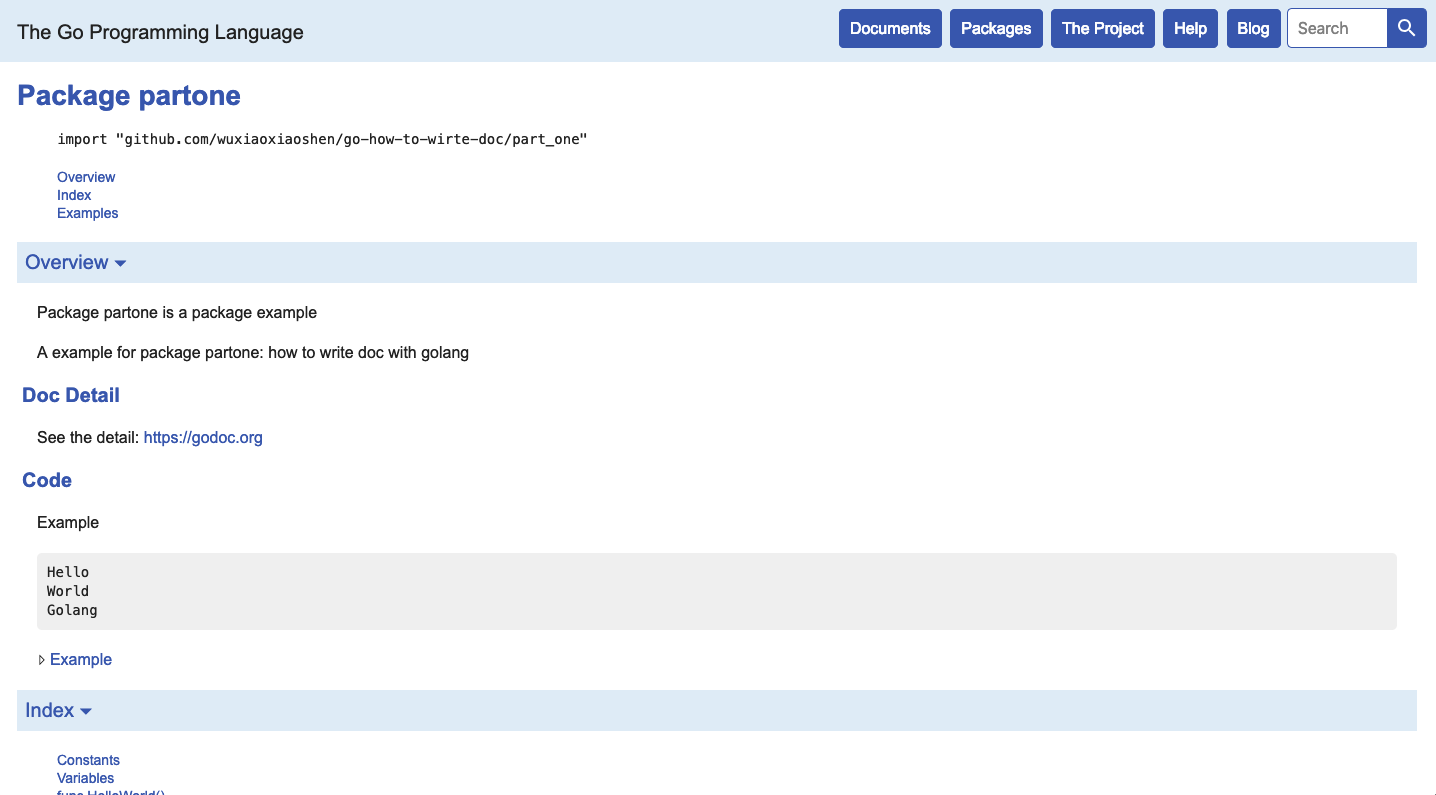 The Go Programming Language
Documents Packages The Project Help Blog Search
Package partone
import "github.com/wuxiaoxiaoshen/go-how-to-wirte-doc/part_one"
Overview
Index
Examples
Overview
Package partone is a package example
A example for package partone: how to write doc with golang
Doc Detail
See the detail: https://godoc.org
Code
Example
Hello
World
Golang
Example
Index
Constants
Variables
func HelloWorld()